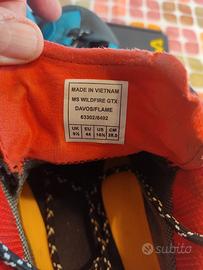 MADE IN VIETNAM
MS WILDFIRE GTX
DAVOS/FLAME
63302/8402
UK EU US CM
9½ 44 10½ 28.5
subito